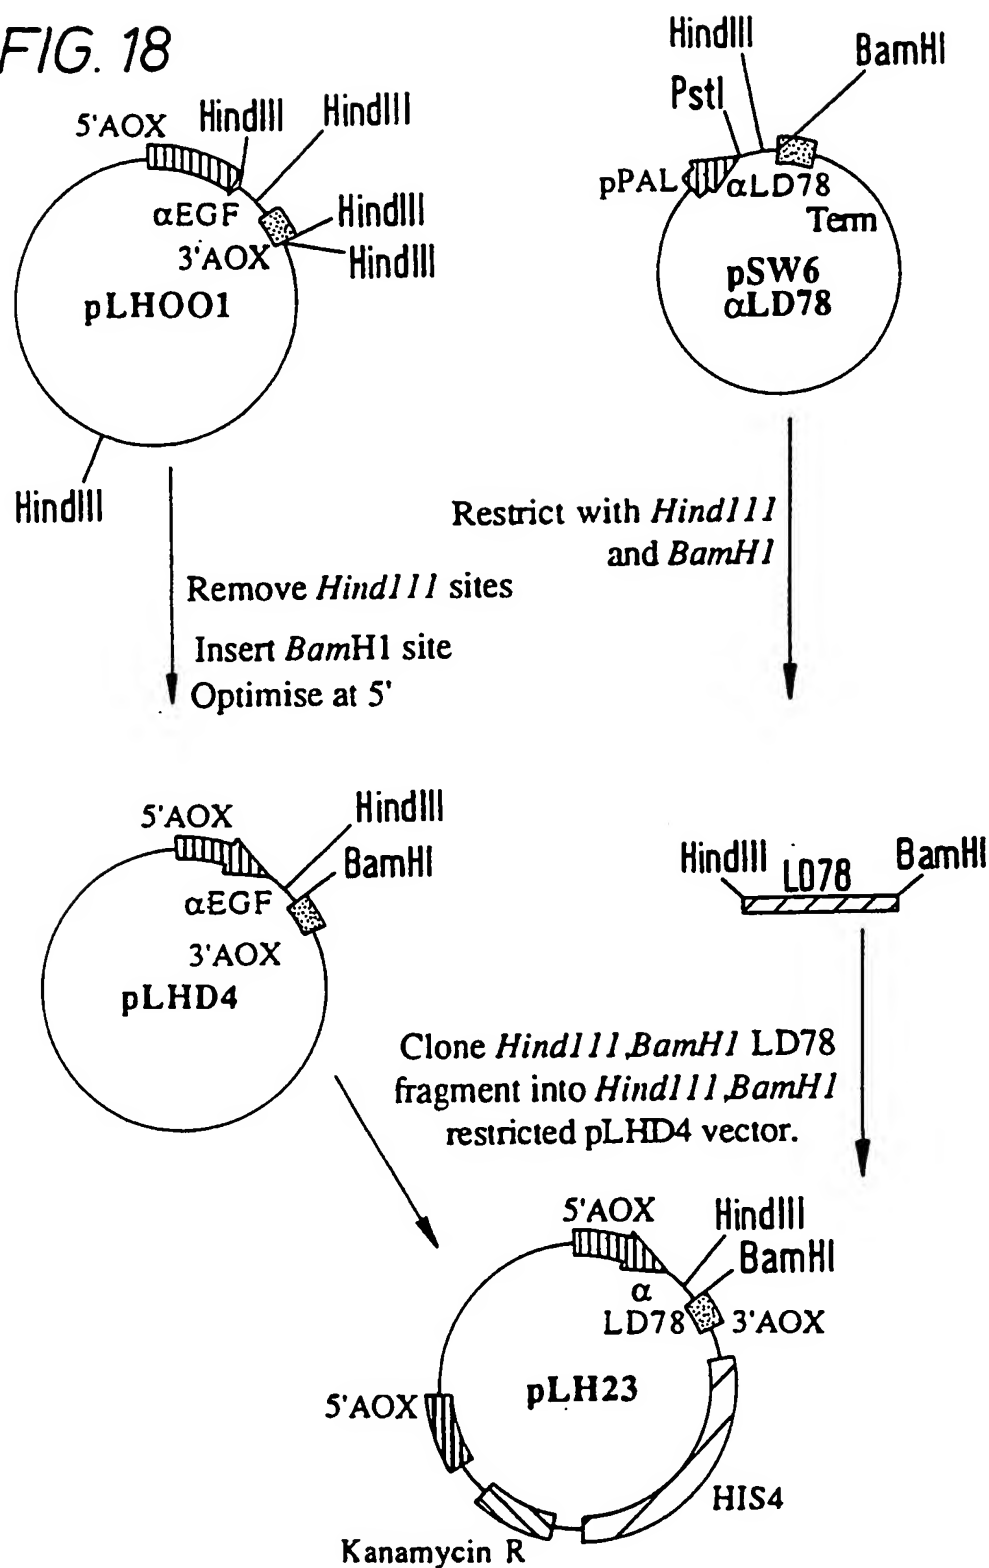 FIG. 18
5'AOX
HindIII
HindIII
αEGF
HindIII
3'AOX
HindIII
pLHOO1
HindIII
HindIII
BamHI
PstI
pPAL
αLD78
Term
pSW6
αLD78
Remove Hind111 sites
Insert BamH1 site
Optimise at 5'
Restrict with Hind111
and BamH1
5'AOX
HindIII
BamHI
αEGF
3'AOX
pLHD4
HindIII
LD78
BamHI
Clone Hind111,BamH1 LD78
fragment into Hind111,BamH1
restricted pLHD4 vector.
5'AOX
HindIII
BamHI
α
LD78
3'AOX
pLH23
5'AOX
HIS4
Kanamycin R